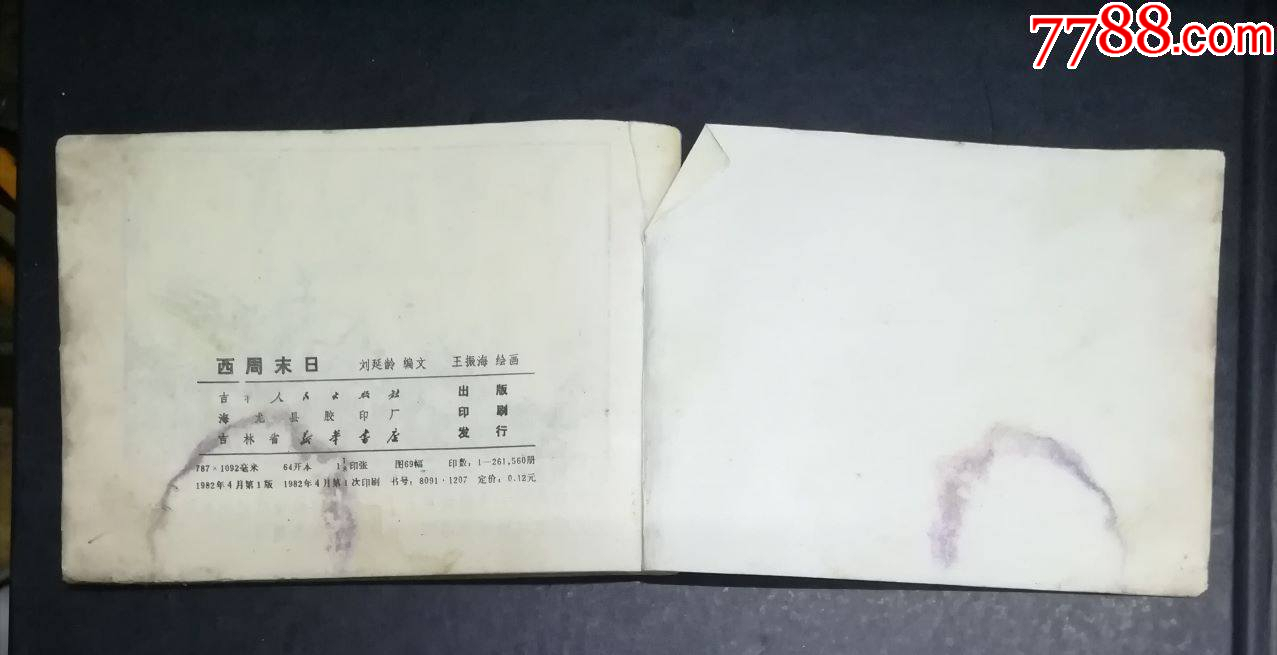 7788.com
西周末日 刘延龄 编文 王振海 绘画
吉林人民出版社 出版
海龙县胶印厂 印刷
吉林省新华书店 发行
787×1092毫米 64开本 1 1/8印张 图69幅 印数：1—261,560册
1982年4月第1版 1982年4月第1次印刷 书号：8091·1207 定价：0.12元